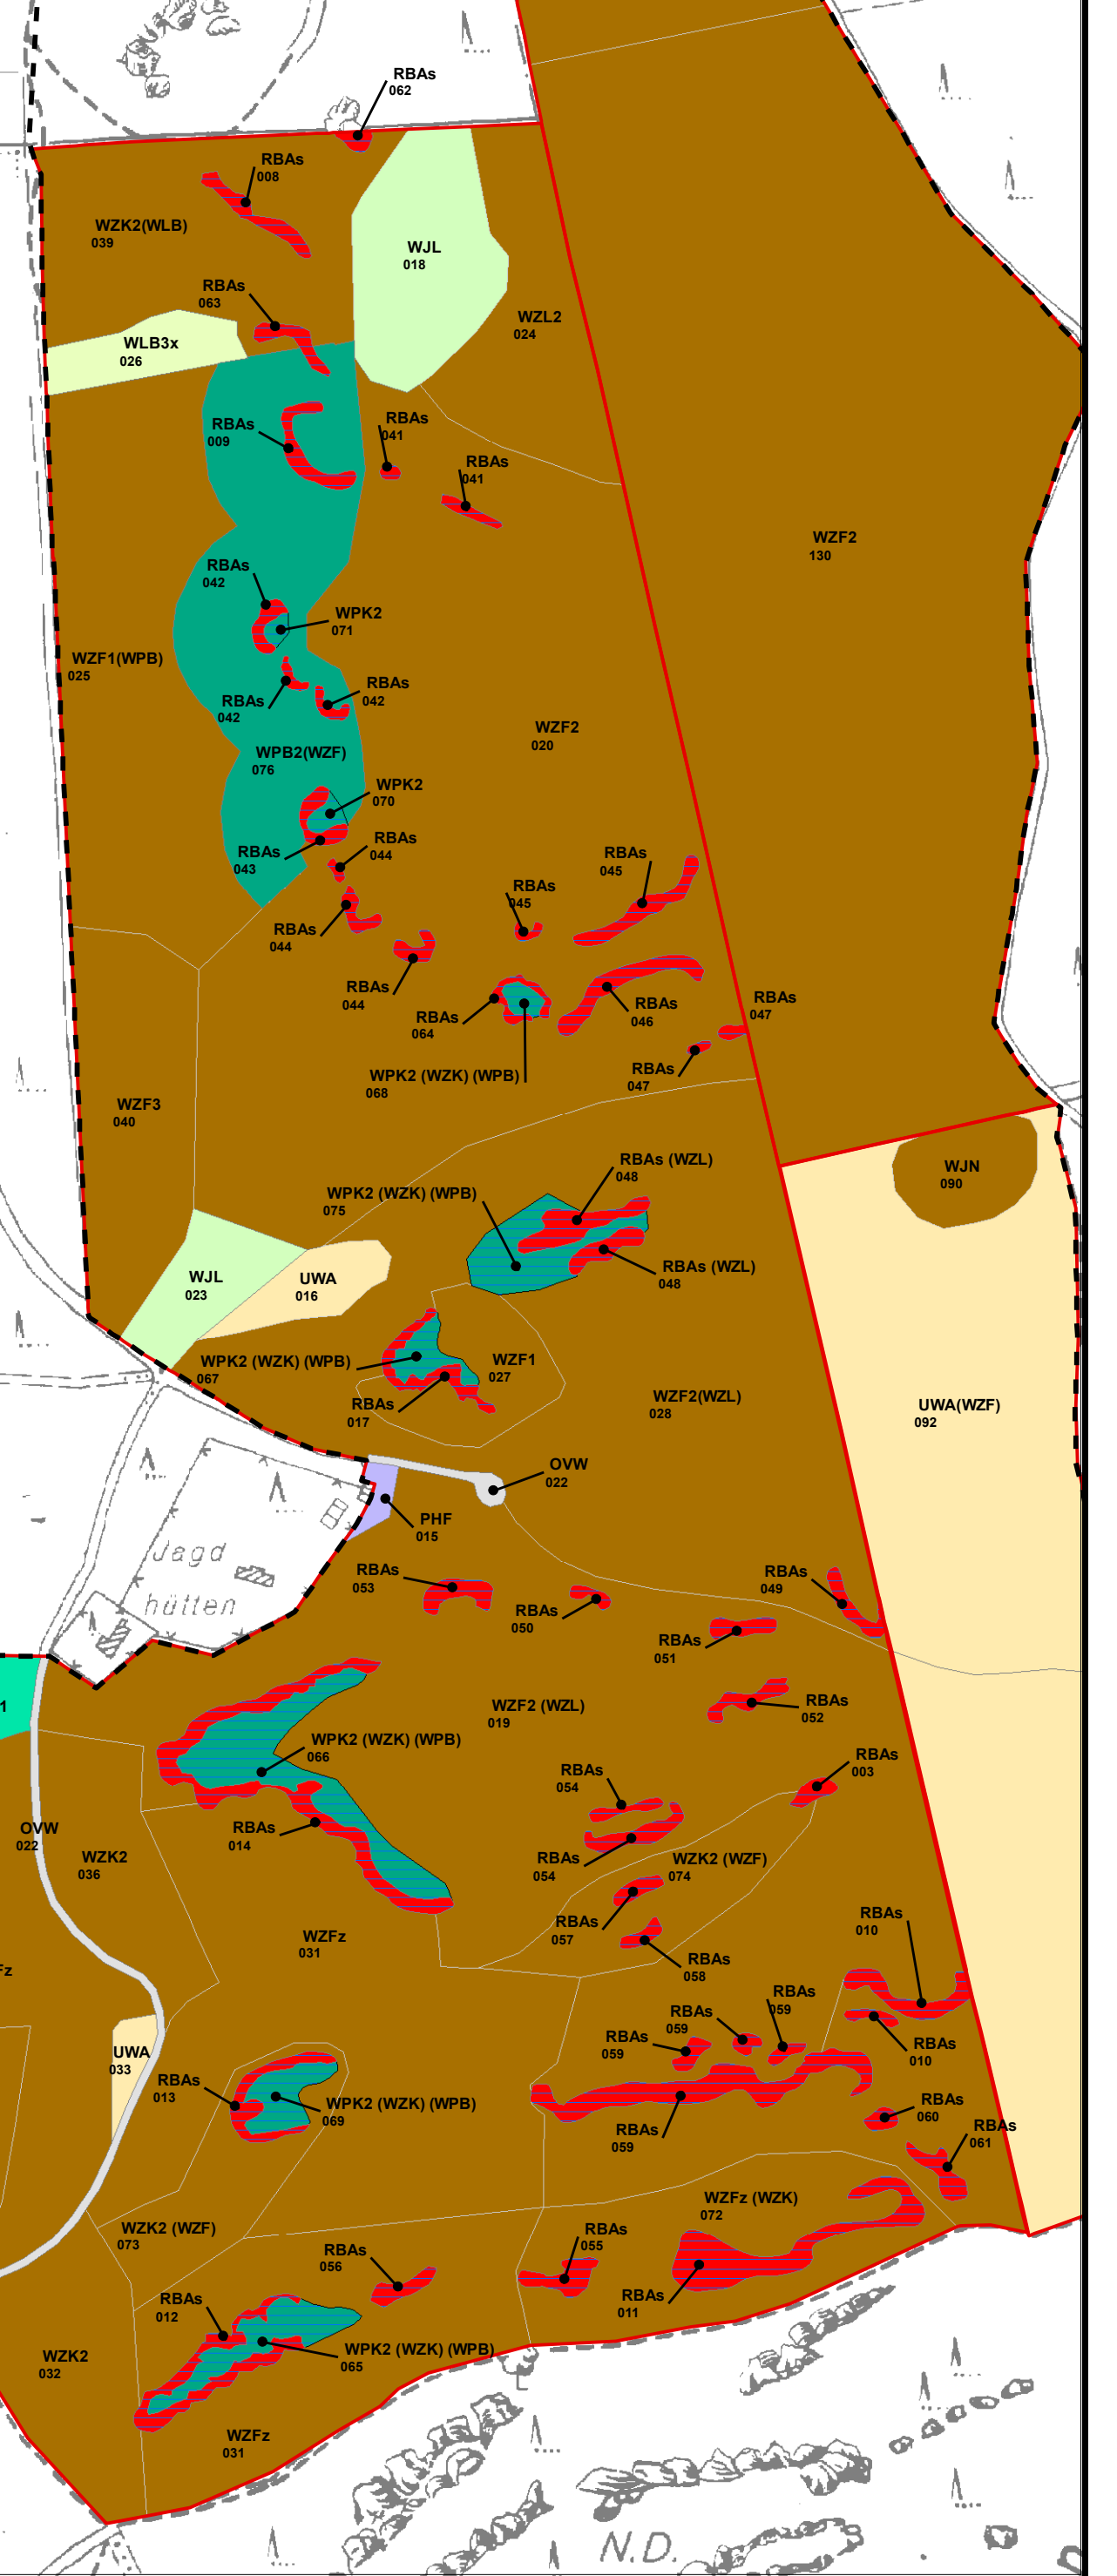 RBAs
062
RBAs
008
WZK2(WLB)
039
WJL
018
RBAs
063
WZL2
024
WLB3x
026
RBAs
009
RBAs
041
RBAs
041
WZF2
130
RBAs
042
WPK2
071
WZF1(WPB)
025
RBAs
042
RBAs
042
WZF2
020
WPB2(WZF)
076
WPK2
070
RBAs
044
RBAs
043
RBAs
045
RBAs
045
RBAs
044
RBAs
044
RBAs
046
RBAs
047
RBAs
064
RBAs
047
WPK2 (WZK) (WPB)
068
WZF3
040
RBAs (WZL)
048
WJN
090
WPK2 (WZK) (WPB)
075
RBAs (WZL)
048
WJL
023
UWA
016
WPK2 (WZK) (WPB)
067
WZF1
027
RBAs
017
WZF2(WZL)
028
UWA(WZF)
092
OVW
022
PHF
015
Jagd
hütten
RBAs
053
RBAs
049
RBAs
050
RBAs
051
1
WZF2 (WZL)
019
RBAs
052
WPK2 (WZK) (WPB)
066
RBAs
003
RBAs
054
OVW
022
RBAs
014
WZK2
036
RBAs
054
WZK2 (WZF)
074
RBAs
057
RBAs
010
WZFz
031
RBAs
058
Fz
RBAs
059
RBAs
059
RBAs
059
RBAs
010
UWA
033
RBAs
013
WPK2 (WZK) (WPB)
069
RBAs
059
RBAs
060
RBAs
061
WZFz (WZK)
072
WZK2 (WZF)
073
RBAs
055
RBAs
056
RBAs
011
RBAs
012
WPK2 (WZK) (WPB)
065
WZK2
032
WZFz
031
N.D.